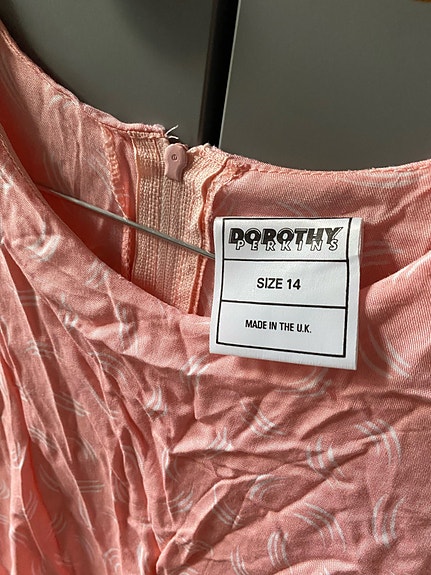 DOROTHY
PERKINS
SIZE 14
MADE IN THE U.K.